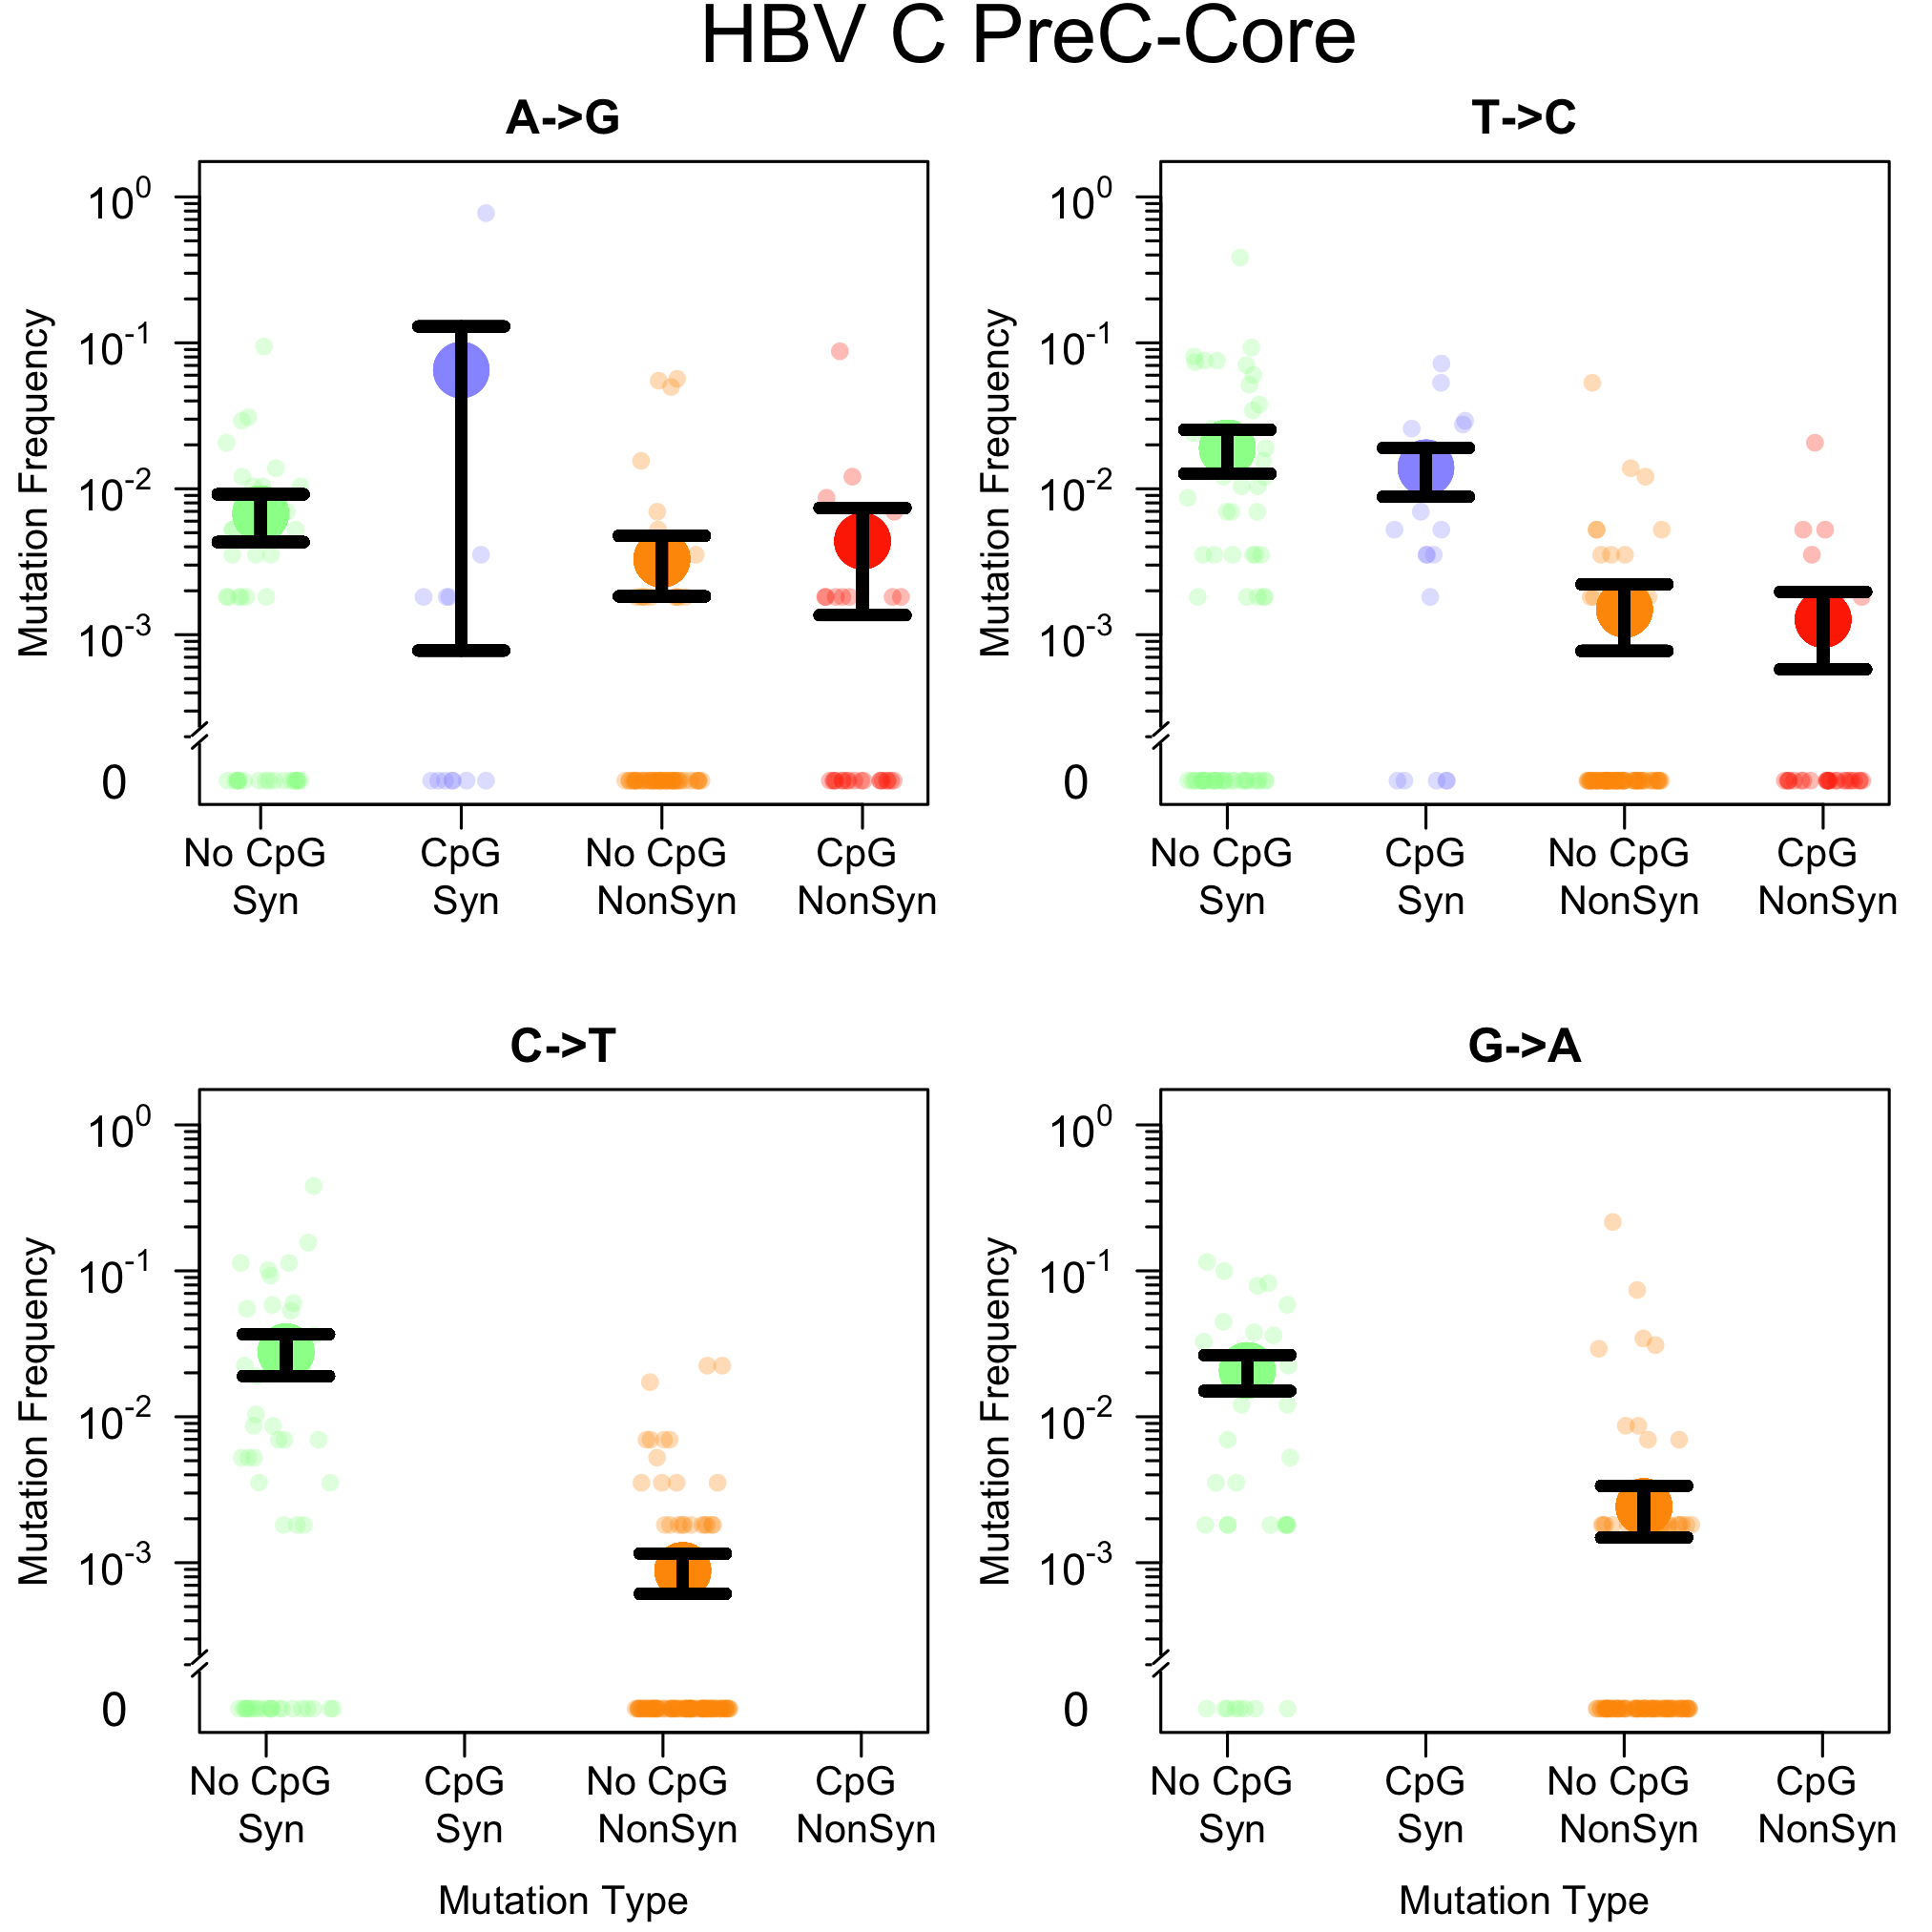 HBV C PreC-Core
A->G
Mutation Frequency
10^0
10^-1
10^-2
10^-3
0
No CpG Syn
CpG Syn
No CpG NonSyn
CpG NonSyn
T->C
Mutation Frequency
10^0
10^-1
10^-2
10^-3
0
No CpG Syn
CpG Syn
No CpG NonSyn
CpG NonSyn
C->T
Mutation Frequency
10^0
10^-1
10^-2
10^-3
0
No CpG Syn
CpG Syn
No CpG NonSyn
CpG NonSyn
Mutation Type
G->A
Mutation Frequency
10^0
10^-1
10^-2
10^-3
0
No CpG Syn
CpG Syn
No CpG NonSyn
CpG NonSyn
Mutation Type